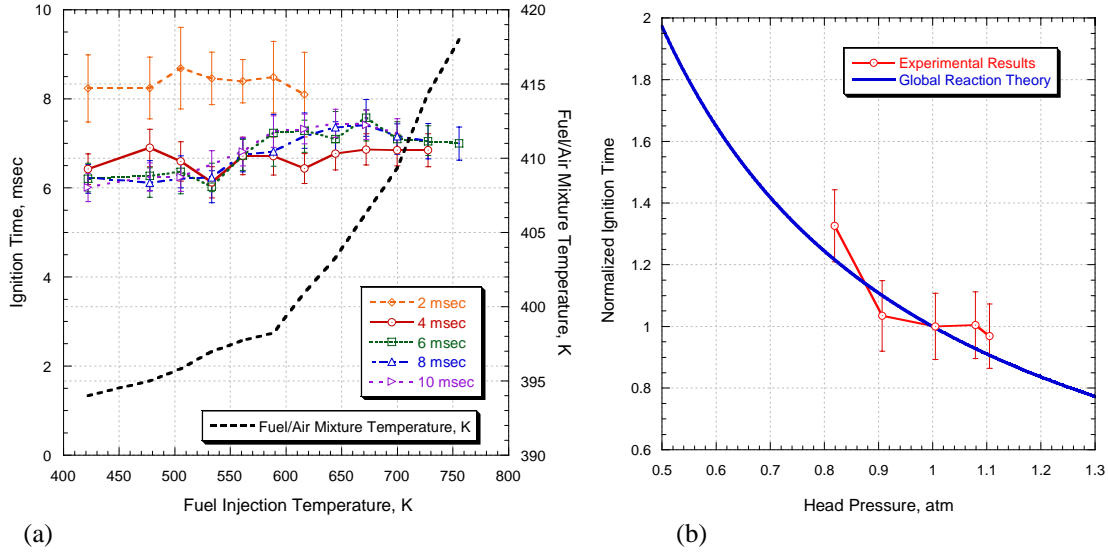 10
8
6
4
2
0
Ignition Time, msec
420
415
410
405
400
395
390
Fuel/Air Mixture Temperature, K
2 msec
4 msec
6 msec
8 msec
10 msec
Fuel/Air Mixture Temperature, K
400 450 500 550 600 650 700 750 800
Fuel Injection Temperature, K
(a)
2
1.8
1.6
1.4
1.2
1
0.8
0.6
Normalized Ignition Time
Experimental Results
Global Reaction Theory
0.5 0.6 0.7 0.8 0.9 1 1.1 1.2 1.3
Head Pressure, atm
(b)